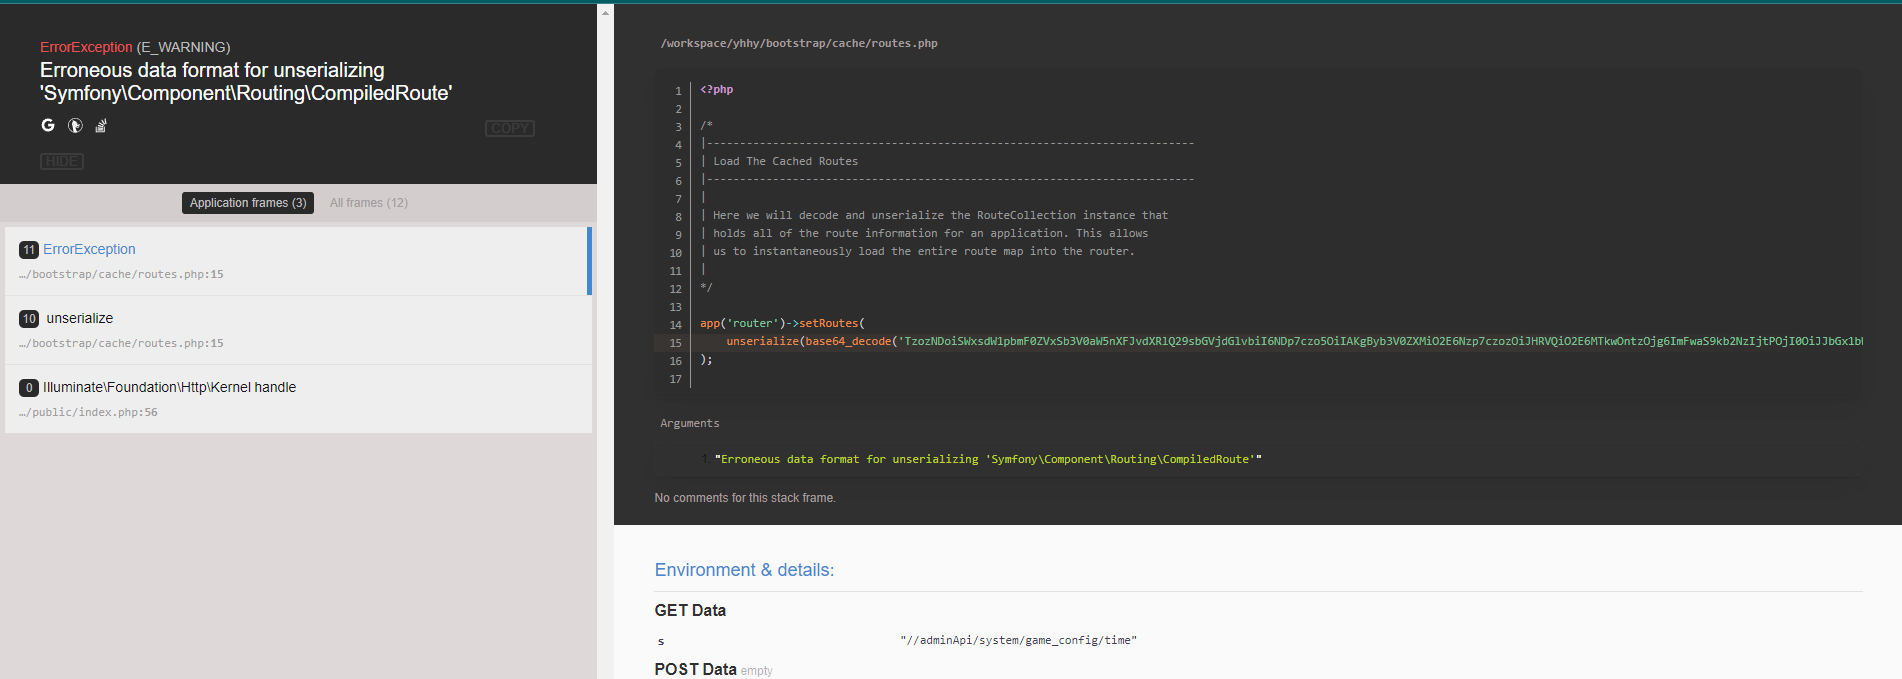 ErrorException (E_WARNING)
Erroneous data format for unserializing
'Symfony\Component\Routing\CompiledRoute'
COPY
HIDE
Application frames (3)
All frames (12)
11 ErrorException
…/bootstrap/cache/routes.php:15
10 unserialize
…/bootstrap/cache/routes.php:15
0 Illuminate\Foundation\Http\Kernel handle
…/public/index.php:56
/workspace/yhhy/bootstrap/cache/routes.php
1 <?php
2
3 /*
4 |--------------------------------------------------------------------------
5 | Load The Cached Routes
6 |--------------------------------------------------------------------------
7 |
8 | Here we will decode and unserialize the RouteCollection instance that
9 | holds all of the route information for an application. This allows
10 | us to instantaneously load the entire route map into the router.
11 |
12 */
13
14 app('router')->setRoutes(
15 unserialize(base64_decode('
16 );
17
Arguments
1. "Erroneous data format for unserializing 'Symfony\Component\Routing\CompiledRoute'"
No comments for this stack frame.
Environment & details:
GET Data
s "//adminApi/system/game_config/time"
POST Data empty